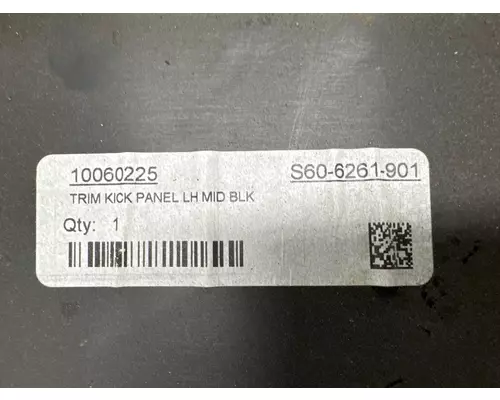 10060225 S60-6261-901
TRIM KICK PANEL LH MID BLK
Qty: 1